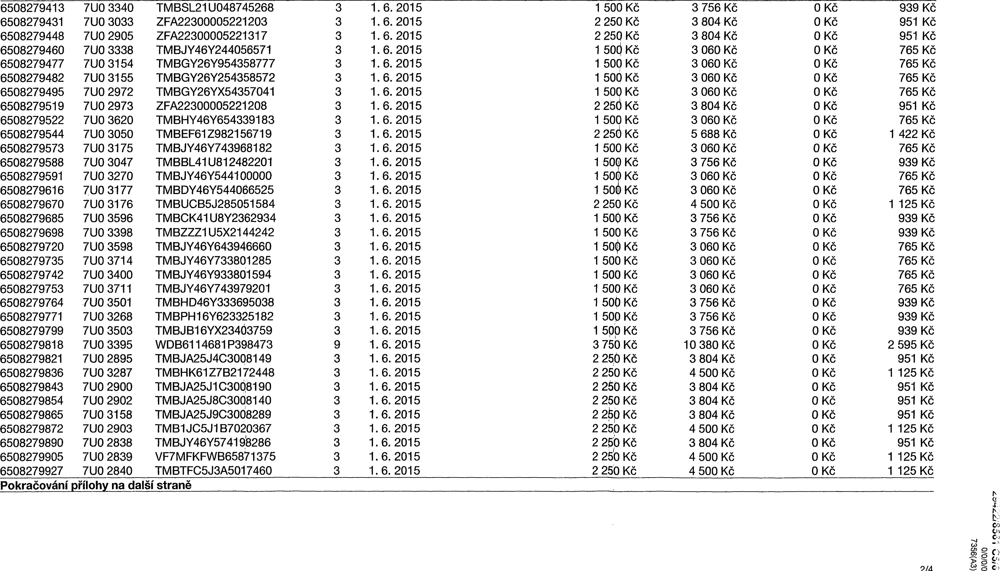 6508279413 7U0 3340 TMBSL21U048745268 3 1. 6. 2015 1 500 Kč 3 756 Kč 0 Kč 939 Kč
6508279431 7U0 3033 ZFA22300005221203 3 1. 6. 2015 2 250 Kč 3 804 Kč 0 Kč 951 Kč
6508279448 7U0 2905 ZFA22300005221317 3 1. 6. 2015 2 250 Kč 3 804 Kč 0 Kč 951 Kč
6508279460 7U0 3338 TMBJY46Y244056571 3 1. 6. 2015 1 500 Kč 3 060 Kč 0 Kč 765 Kč
6508279477 7U0 3154 TMBGY26Y954358777 3 1. 6. 2015 1 500 Kč 3 060 Kč 0 Kč 765 Kč
6508279482 7U0 3155 TMBGY26Y254358572 3 1. 6. 2015 1 500 Kč 3 060 Kč 0 Kč 765 Kč
6508279495 7U0 2972 TMBGY26YX54357041 3 1. 6. 2015 1 500 Kč 3 060 Kč 0 Kč 765 Kč
6508279519 7U0 2973 ZFA22300005221208 3 1. 6. 2015 2 250 Kč 3 804 Kč 0 Kč 951 Kč
6508279522 7U0 3620 TMBHY46Y654339183 3 1. 6. 2015 1 500 Kč 3 060 Kč 0 Kč 765 Kč
6508279544 7U0 3050 TMBEF61Z982156719 3 1. 6. 2015 2 250 Kč 5 688 Kč 0 Kč 1 422 Kč
6508279573 7U0 3175 TMBJY46Y743968182 3 1. 6. 2015 1 500 Kč 3 060 Kč 0 Kč 765 Kč
6508279588 7U0 3047 TMBBL41U812482201 3 1. 6. 2015 1 500 Kč 3 756 Kč 0 Kč 939 Kč
6508279591 7U0 3270 TMBJY46Y544100000 3 1. 6. 2015 1 500 Kč 3 060 Kč 0 Kč 765 Kč
6508279616 7U0 3177 TMBDY46Y544066525 3 1. 6. 2015 1 500 Kč 3 060 Kč 0 Kč 765 Kč
6508279670 7U0 3176 TMBUCB5J285051584 3 1. 6. 2015 2 250 Kč 4 500 Kč 0 Kč 1 125 Kč
6508279685 7U0 3596 TMBCK41U8Y2362934 3 1. 6. 2015 1 500 Kč 3 756 Kč 0 Kč 939 Kč
6508279698 7U0 3398 TMBZZZ1U5X2144242 3 1. 6. 2015 1 500 Kč 3 756 Kč 0 Kč 939 Kč
6508279720 7U0 3598 TMBJY46Y643946660 3 1. 6. 2015 1 500 Kč 3 060 Kč 0 Kč 765 Kč
6508279735 7U0 3714 TMBJY46Y733801285 3 1. 6. 2015 1 500 Kč 3 060 Kč 0 Kč 765 Kč
6508279742 7U0 3400 TMBJY46Y933801594 3 1. 6. 2015 1 500 Kč 3 060 Kč 0 Kč 765 Kč
6508279753 7U0 3711 TMBJY46Y743979201 3 1. 6. 2015 1 500 Kč 3 060 Kč 0 Kč 765 Kč
6508279764 7U0 3501 TMBHD46Y333695038 3 1. 6. 2015 1 500 Kč 3 756 Kč 0 Kč 939 Kč
6508279771 7U0 3268 TMBPH16Y623325182 3 1. 6. 2015 1 500 Kč 3 756 Kč 0 Kč 939 Kč
6508279799 7U0 3503 TMBJB16YX23403759 3 1. 6. 2015 1 500 Kč 3 756 Kč 0 Kč 939 Kč
6508279818 7U0 3395 WDB6114681P398473 9 1. 6. 2015 3 750 Kč 10 380 Kč 0 Kč 2 595 Kč
6508279821 7U0 2895 TMBJA25J4C3008149 3 1. 6. 2015 2 250 Kč 3 804 Kč 0 Kč 951 Kč
6508279836 7U0 3287 TMBHK61Z7B2172448 3 1. 6. 2015 2 250 Kč 4 500 Kč 0 Kč 1 125 Kč
6508279843 7U0 2900 TMBJA25J1C3008190 3 1. 6. 2015 2 250 Kč 3 804 Kč 0 Kč 951 Kč
6508279854 7U0 2902 TMBJA25J8C3008140 3 1. 6. 2015 2 250 Kč 3 804 Kč 0 Kč 951 Kč
6508279865 7U0 3158 TMBJA25J9C3008289 3 1. 6. 2015 2 250 Kč 3 804 Kč 0 Kč 951 Kč
6508279872 7U0 2903 TMB1JC5J1B7020367 3 1. 6. 2015 2 250 Kč 4 500 Kč 0 Kč 1 125 Kč
6508279890 7U0 2838 TMBJY46Y574198286 3 1. 6. 2015 2 250 Kč 3 804 Kč 0 Kč 951 Kč
6508279905 7U0 2839 VF7MFKFWB65871375 3 1. 6. 2015 2 250 Kč 4 500 Kč 0 Kč 1 125 Kč
6508279927 7U0 2840 TMBTFC5J3A5017460 3 1. 6. 2015 2 250 Kč 4 500 Kč 0 Kč 1 125 Kč
Pokračování přílohy na další straně
0/0/0/0
7356(A3)
2/4